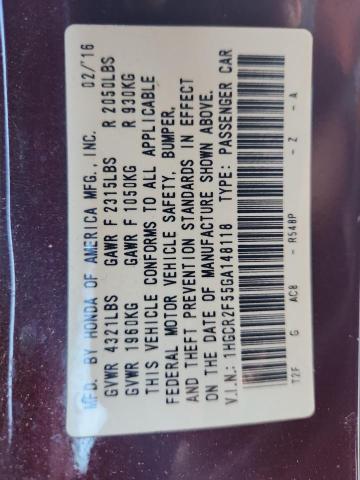 MFD. BY HONDA OF AMERICA MFG., INC. 02/'16
GVWR 4321LBS GAWR F 2315LBS R 2050LBS
GVWR 1960KG GAWR F 1050KG R 930KG
THIS VEHICLE CONFORMS TO ALL APPLICABLE
FEDERAL MOTOR VEHICLE SAFETY, BUMPER,
AND THEFT PREVENTION STANDARDS IN EFFECT
ON THE DATE OF MANUFACTURE SHOWN ABOVE.
V.I.N.: 1HGCR2F55GA146118 TYPE: PASSENGER CAR
T2F G AC8 - R548P - Z - A